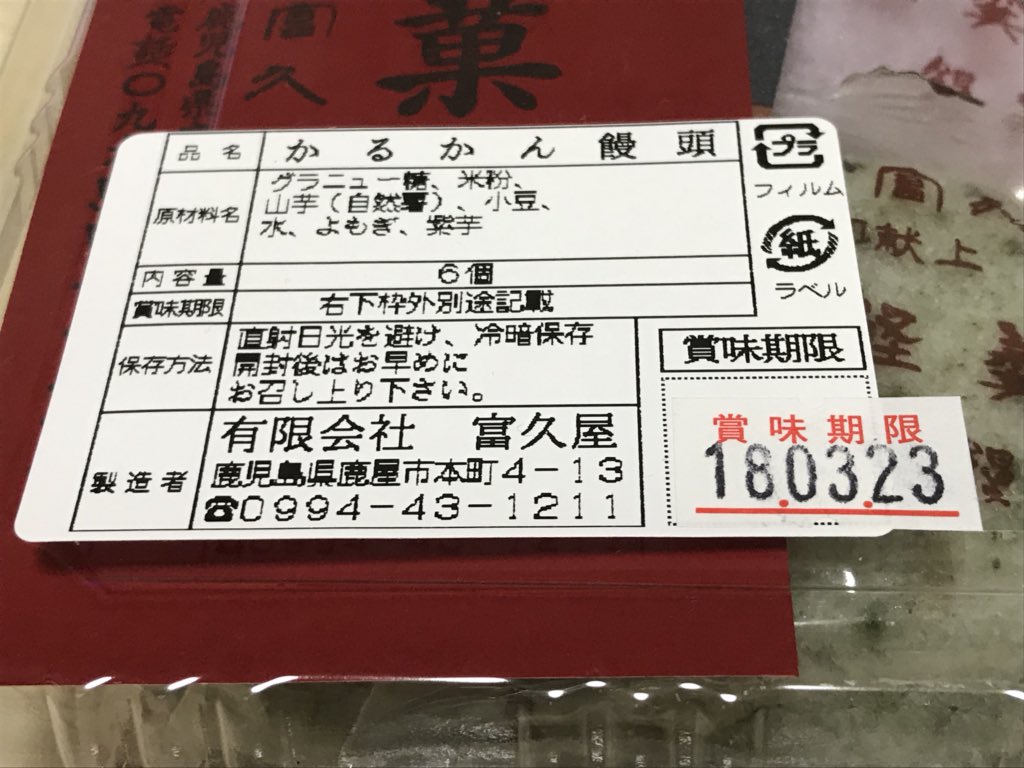 菓
富
久
品名 かるかん饅頭
原材料名 グラニュー糖、米粉、
山芋(自然薯)、小豆、
水、よもぎ、紫芋
内容量 6個
賞味期限 右下枠外別途記載
保存方法 直射日光を避け、冷暗保存
開封後はお早めに
お召し上り下さい。
製造者 有限会社 富久屋
鹿児島県鹿屋市本町4-13
☎0994-43-1211
プラ
フィルム
紙
ラベル
賞味期限
賞味期限
180323
富久
献上